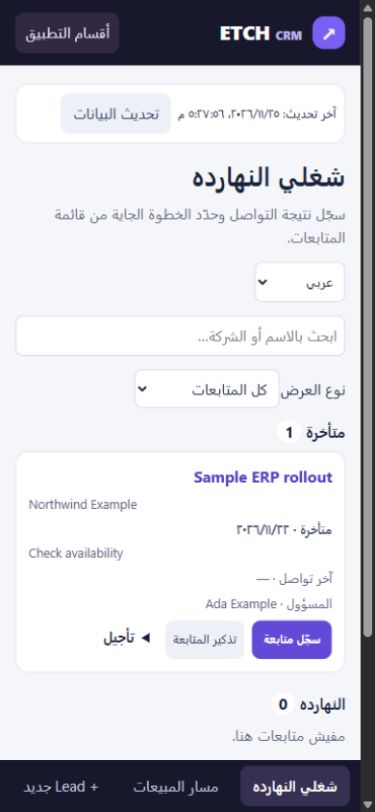 ETCH CRM
أقسام التطبيق
آخر تحديث: ٢٠٢٦/١١/٢٥، ٥:٢٧:٥٦ م
تحديث البيانات
شغلي النهارده
سجّل نتيجة التواصل وحدّد الخطوة الجاية من قائمة
المتابعات.
عربي
ابحث بالاسم أو الشركة...
نوع العرض
كل المتابعات
متأخرة 1
Sample ERP rollout
Northwind Example
متأخرة · ٢٠٢٦/١١/٢٢
Check availability
آخر تواصل · —
المسؤول · Ada Example
سجّل متابعة
تذكير المتابعة
◀ تأجيل
النهارده 0
مفيش متابعات هنا.
شغلي النهارده
مسار المبيعات
+ Lead جديد